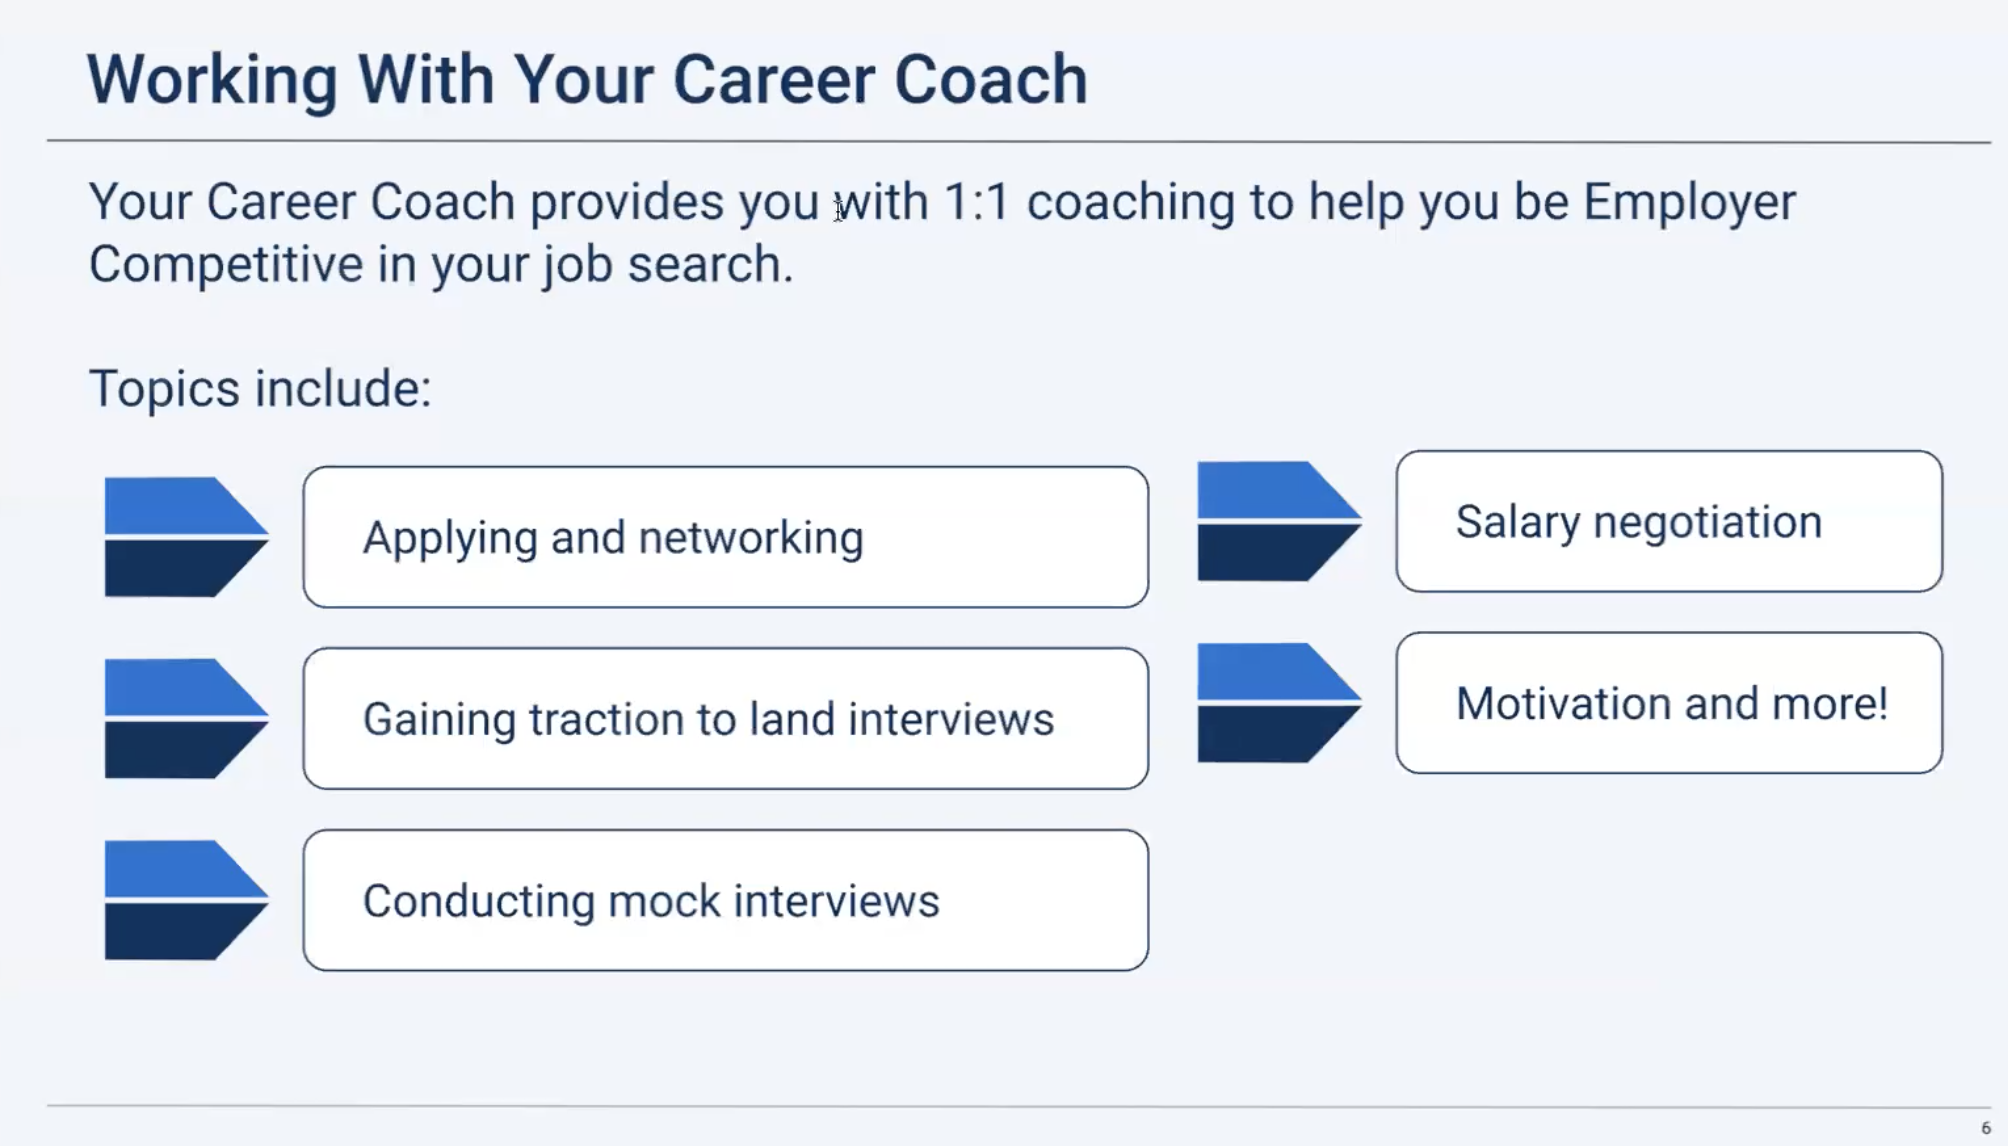 Working With Your Career Coach
Your Career Coach provides you with 1:1 coaching to help you be Employer
Competitive in your job search.
Topics include:
Applying and networking
Gaining traction to land interviews
Conducting mock interviews
Salary negotiation
Motivation and more!
6